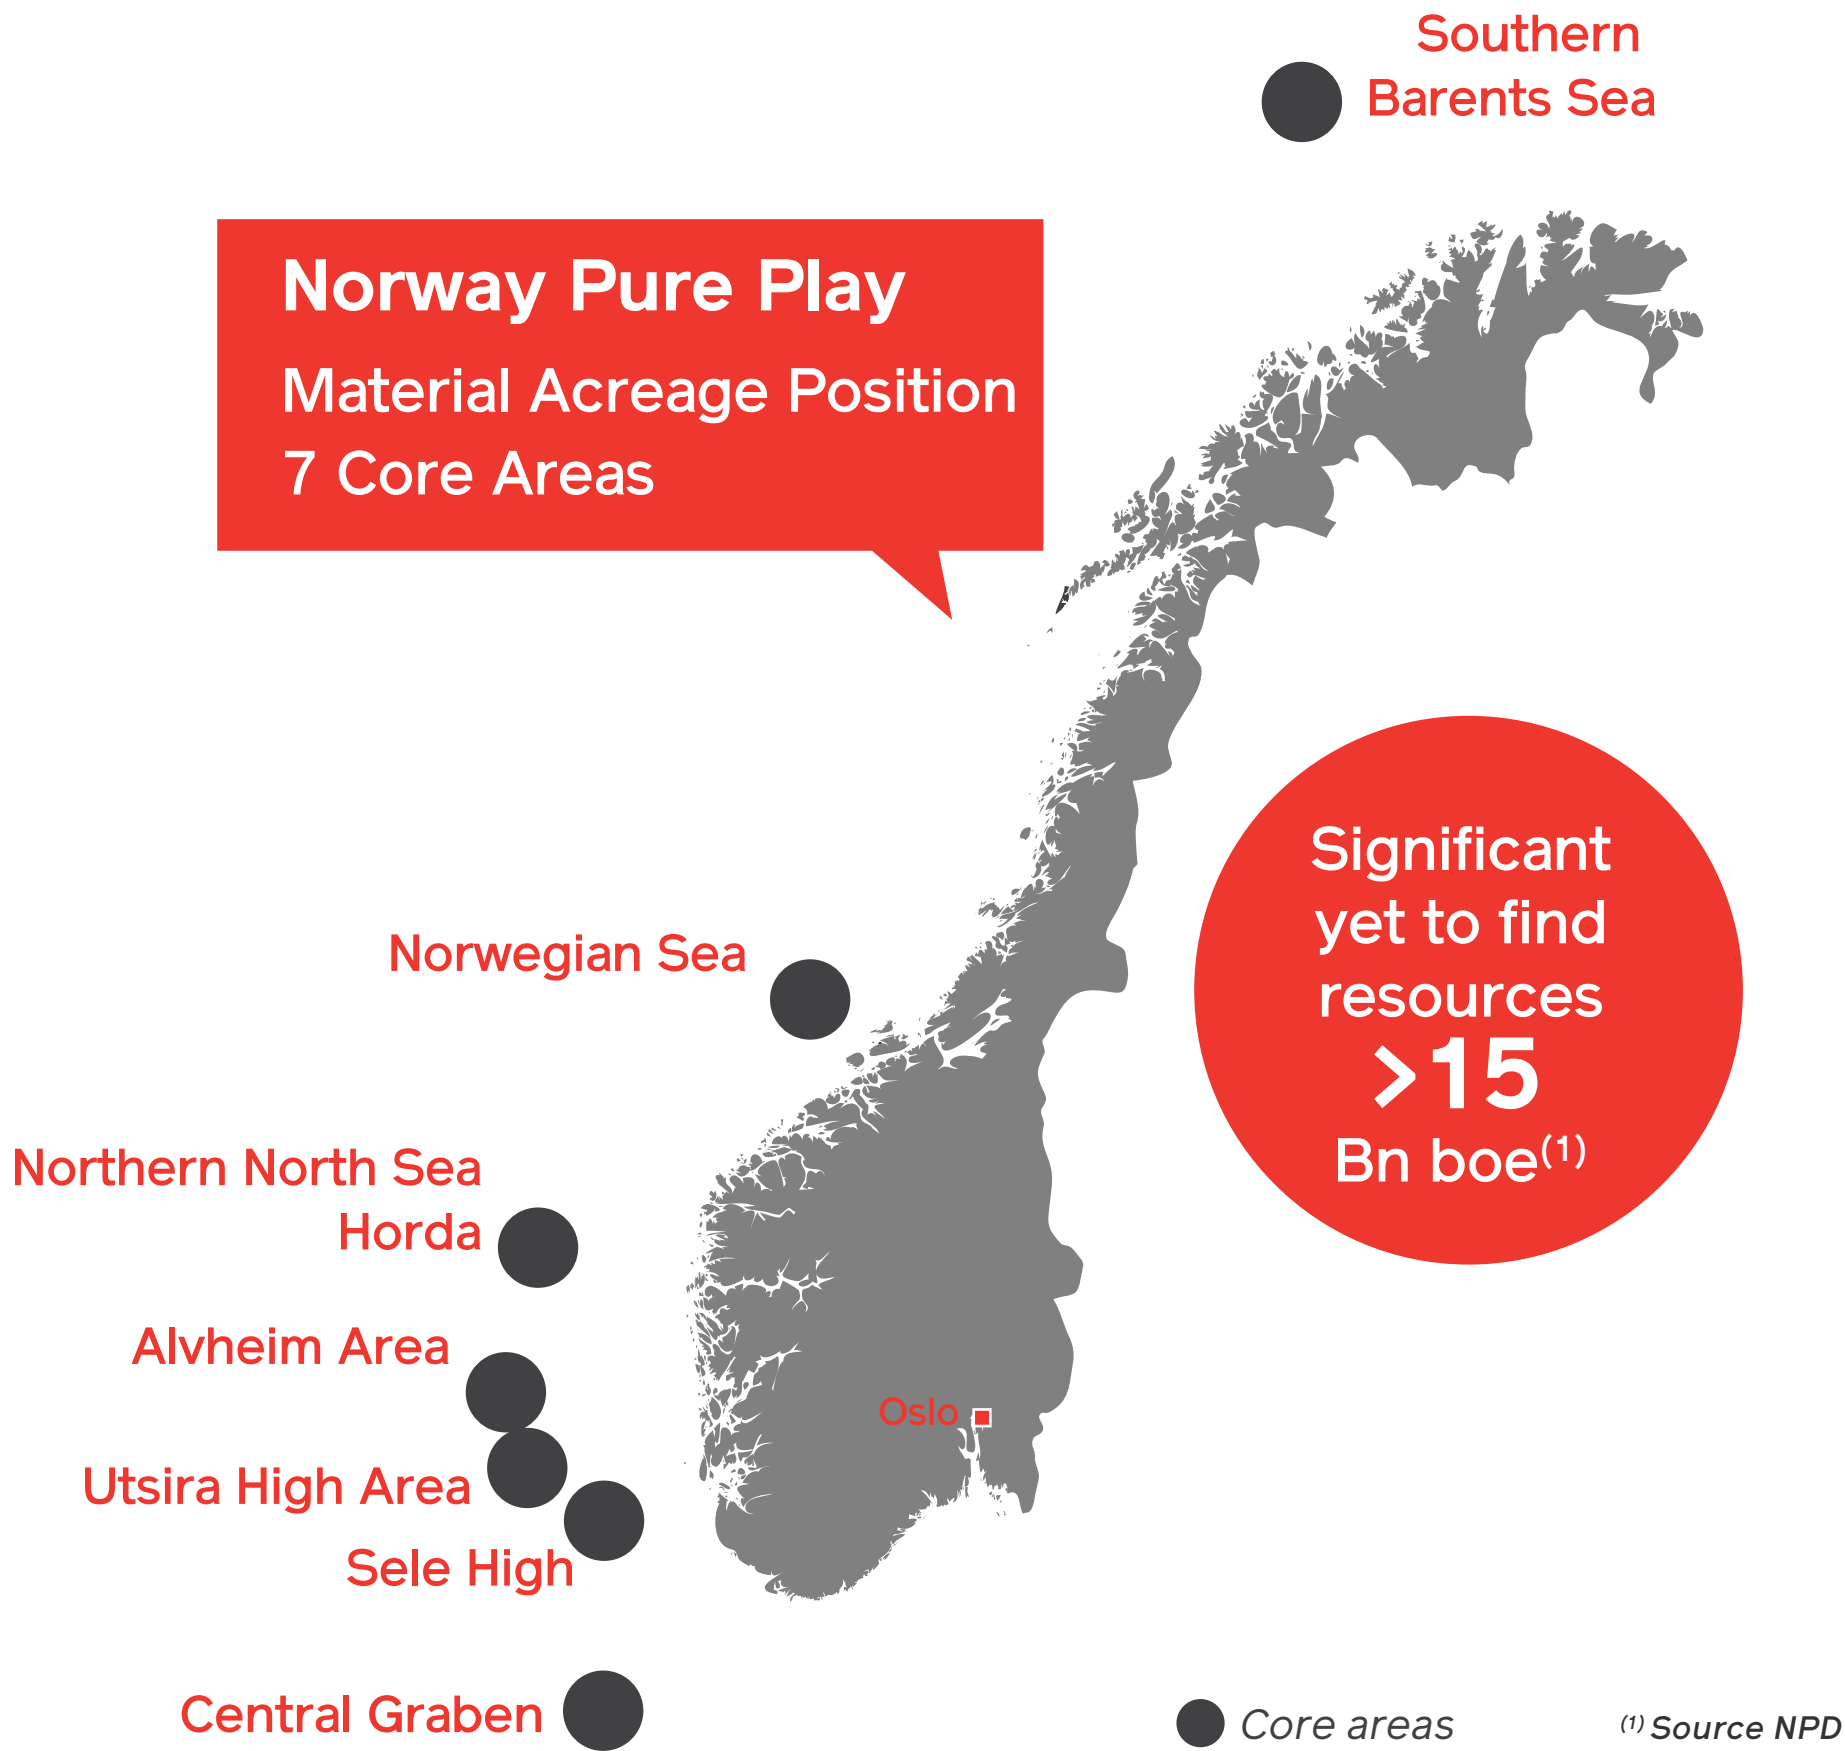 Southern
Barents Sea
Norway Pure Play
Material Acreage Position
7 Core Areas
Significant
yet to find
resources
>15
Bn boe(1)
Norwegian Sea
Northern North Sea
Horda
Alvheim Area
Oslo
Utsira High Area
Sele High
Central Graben
Core areas
(1) Source NPD